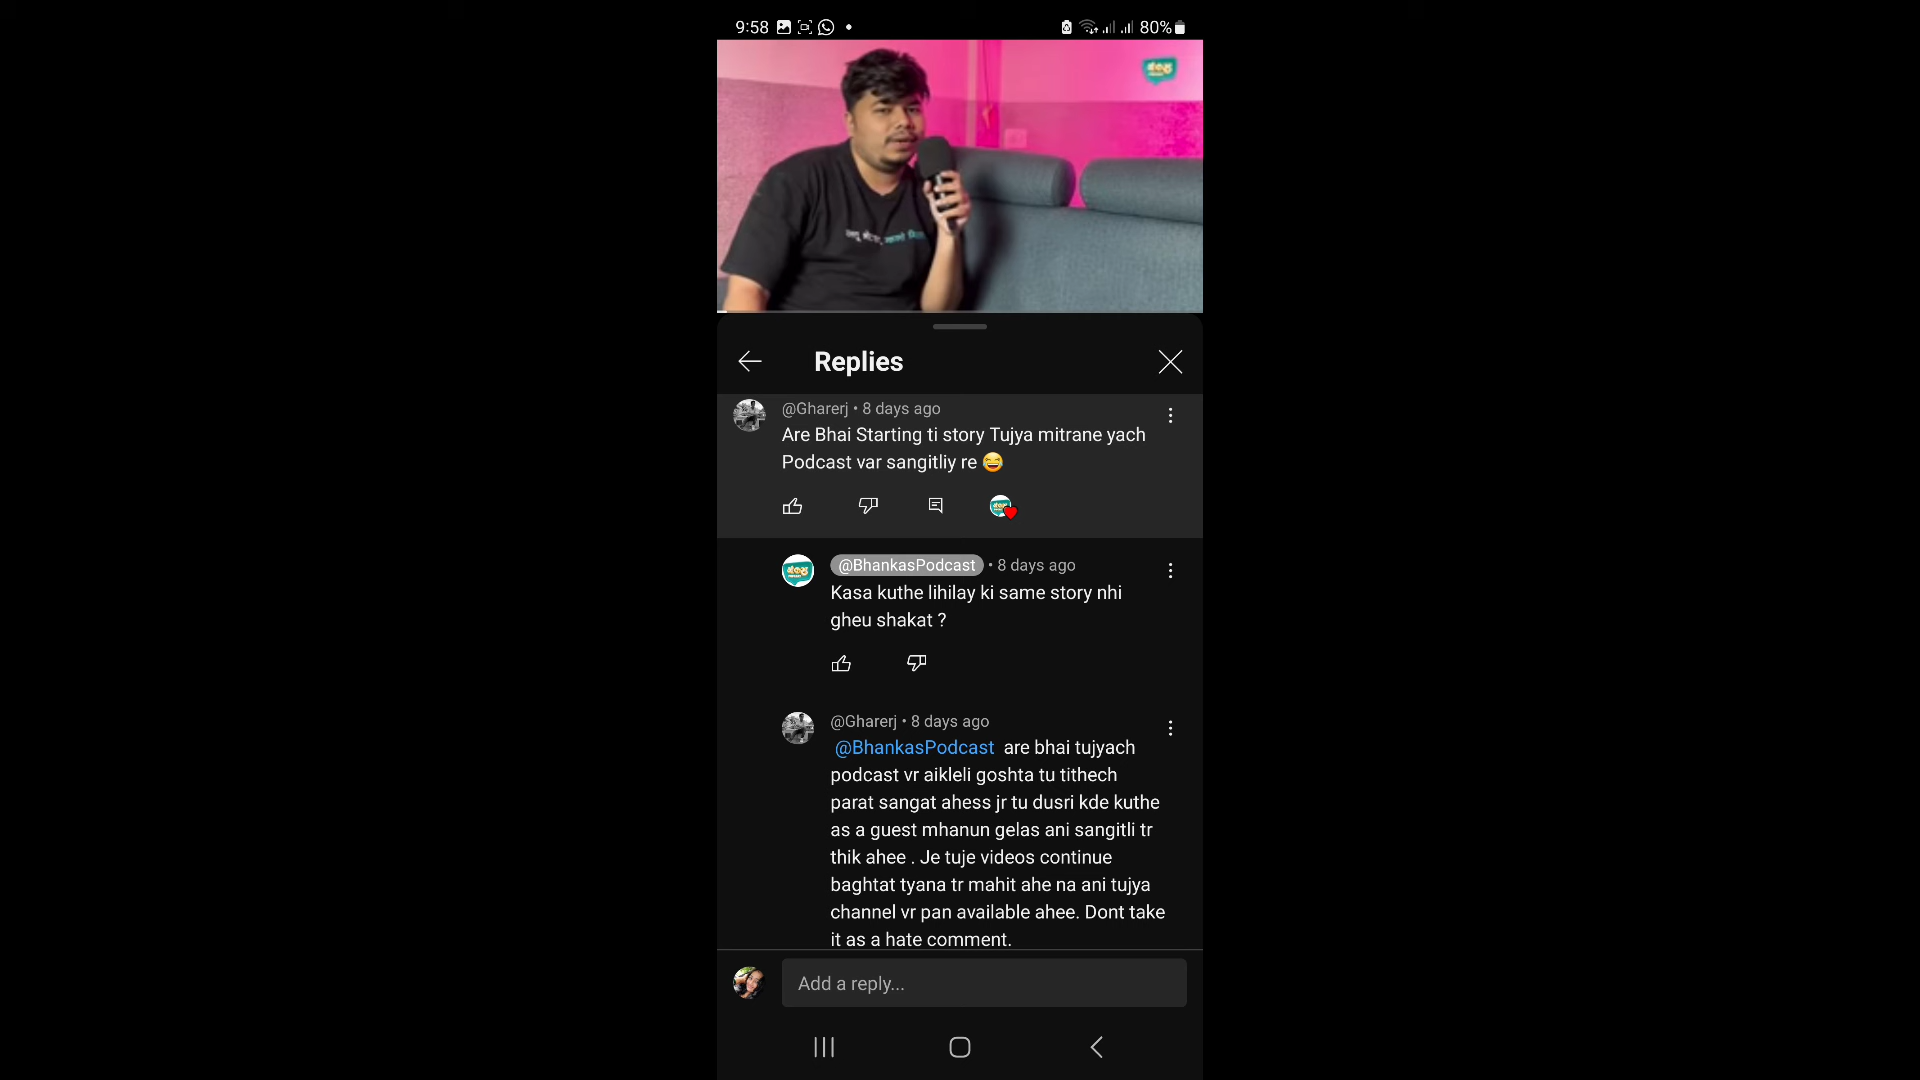 9:58
80%
Replies
@Gharerj • 8 days ago
Are Bhai Starting ti story Tujya mitrane yach
Podcast var sangitliy re 😂
@BhankasPodcast • 8 days ago
Kasa kuthe lihilay ki same story nhi
gheu shakat ?
@Gharerj • 8 days ago
@BhankasPodcast are bhai tujyach
podcast vr aikleli goshta tu tithech
parat sangat ahess jr tu dusri kde kuthe
as a guest mhanun gelas ani sangitli tr
thik ahee . Je tuje videos continue
baghtat tyana tr mahit ahe na ani tujya
channel vr pan available ahee. Dont take
it as a hate comment.
Add a reply...